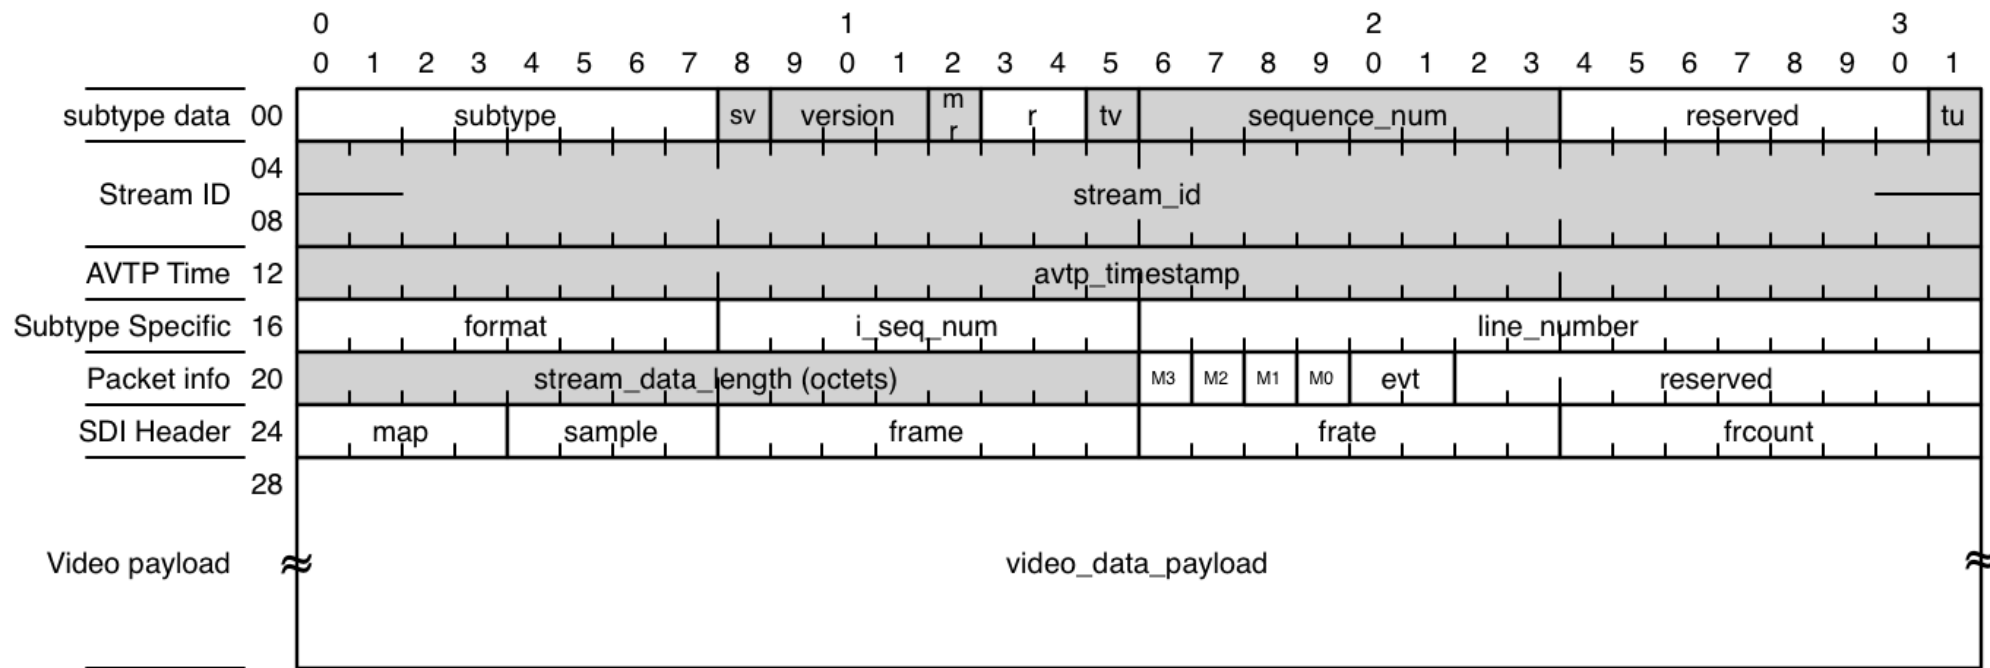 0 1 2 3
0 1 2 3 4 5 6 7 8 9 0 1 2 3 4 5 6 7 8 9 0 1 2 3 4 5 6 7 8 9 0 1
subtype data 00 subtype sv version m r r tv sequence_num reserved tu
04
Stream ID stream_id
08
AVTP Time 12 avtp_timestamp
Subtype Specific 16 format i_seq_num line_number
Packet info 20 stream_data_length (octets) M3 M2 M1 M0 evt reserved
SDI Header 24 map sample frame frate frcount
28
Video payload video_data_payload